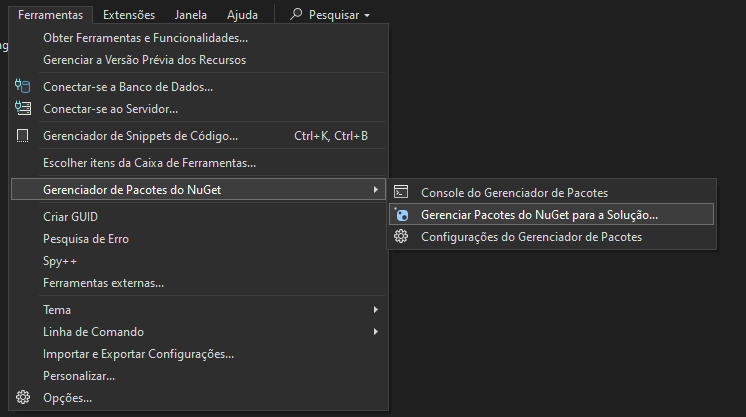 Ferramentas Extensões Janela Ajuda Pesquisar
Obter Ferramentas e Funcionalidades...
Gerenciar a Versão Prévia dos Recursos
Conectar-se a Banco de Dados...
Conectar-se ao Servidor...
Gerenciador de Snippets de Código... Ctrl+K, Ctrl+B
Escolher itens da Caixa de Ferramentas...
Gerenciador de Pacotes do NuGet
Console do Gerenciador de Pacotes
Gerenciar Pacotes do NuGet para a Solução...
Configurações do Gerenciador de Pacotes
Criar GUID
Pesquisa de Erro
Spy++
Ferramentas externas...
Tema
Linha de Comando
Importar e Exportar Configurações...
Personalizar...
Opções...